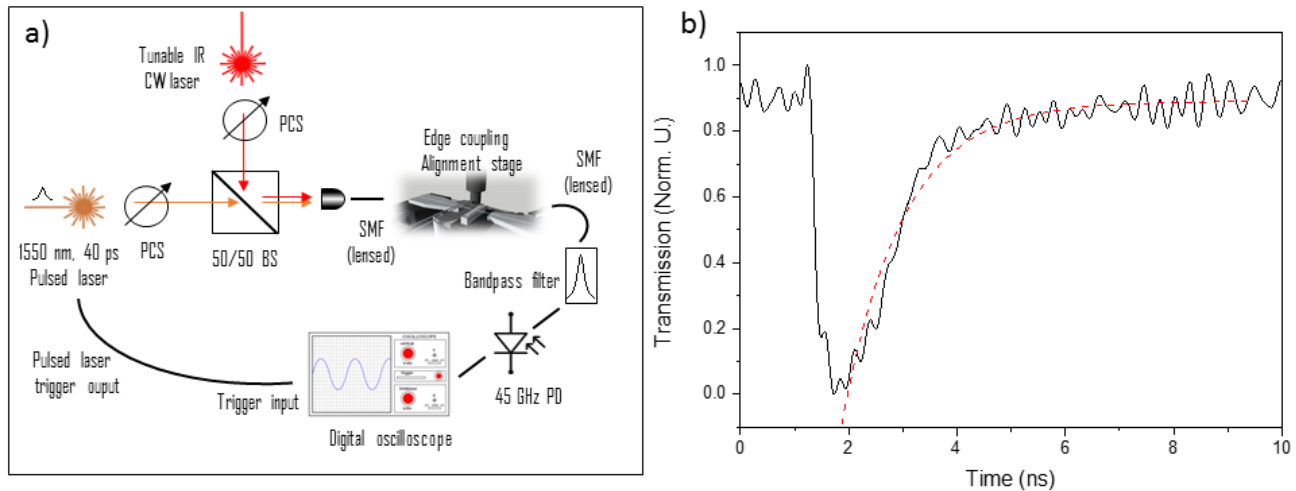 a)
Tunable IR
CW laser
PCS
Edge coupling
Alignment stage
SMF
(lensed)
1550 nm, 40 ps
Pulsed laser
PCS
50/50 BS
SMF
(lensed)
Bandpass filter
Pulsed laser
trigger ouput
Trigger input
OSCILLOSCOPE
Digital oscilloscope
45 GHz PD
b)
Transmission (Norm. U.)
1.0
0.8
0.6
0.4
0.2
0.0
0
2
4
6
8
10
Time (ns)